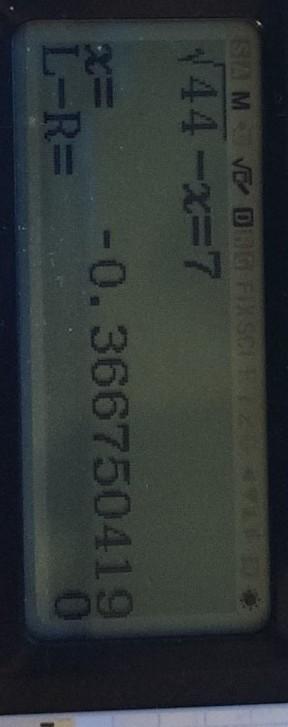 M √□/ D
√44-x=7
x= -0.366750419
L-R= 0